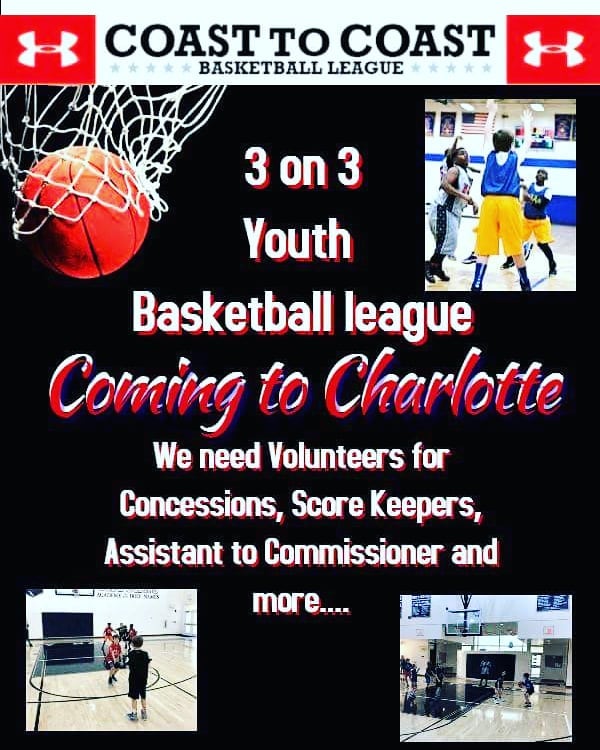 COAST TO COAST
BASKETBALL LEAGUE
3 on 3
Youth
Basketball league
Coming to Charlotte
We need Volunteers for
Concessions, Score Keepers,
Assistant to Commissioner and
more....